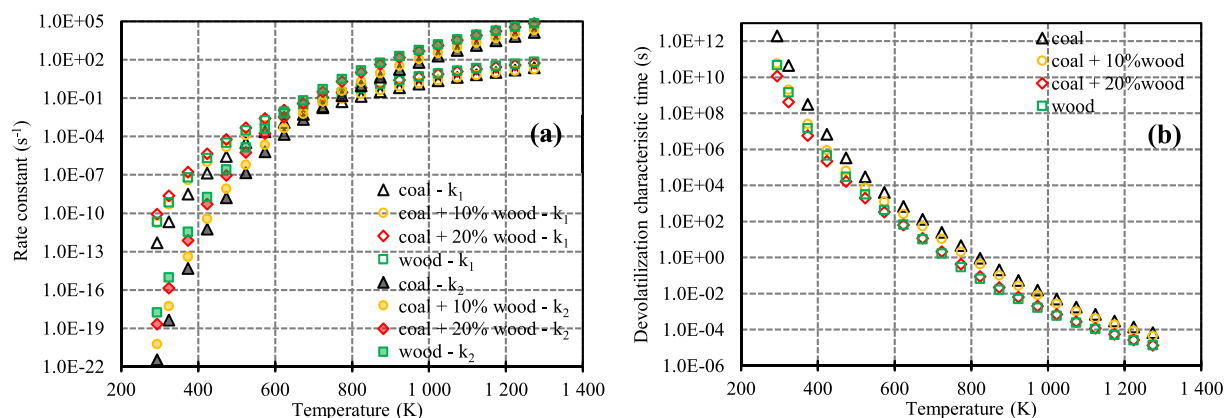 1.0E+05
1.0E+02
1.0E-01
1.0E-04
1.0E-07
1.0E-10
1.0E-13
1.0E-16
1.0E-19
1.0E-22
Rate constant (s⁻¹)
(a)
coal - k₁
coal + 10% wood - k₁
coal + 20% wood - k₁
wood - k₁
coal - k₂
coal + 10% wood - k₂
coal + 20% wood - k₂
wood - k₂
200 400 600 800 1 000 1 200 1 400
Temperature (K)
1.0E+12
1.0E+10
1.0E+08
1.0E+06
1.0E+04
1.0E+02
1.0E+00
1.0E-02
1.0E-04
1.0E-06
Devolatilization characteristic time (s)
(b)
coal
coal + 10%wood
coal + 20%wood
wood
200 400 600 800 1 000 1 200 1 400
Temperature (K)